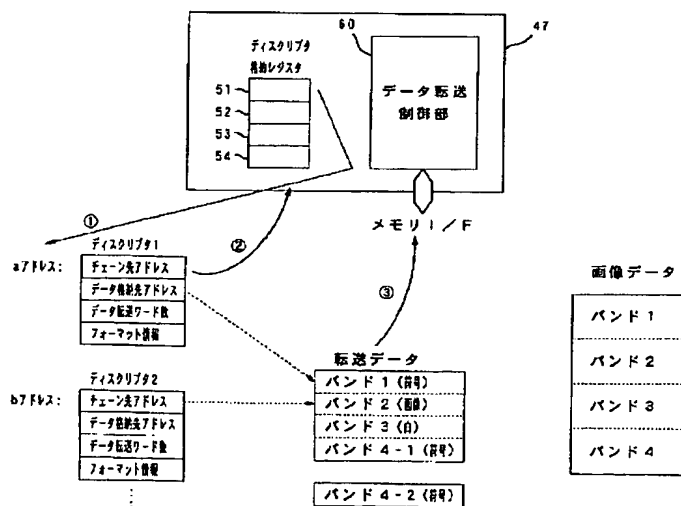 60
47
ディスクリプタ
格納レジスタ
51
52
53
54
データ転送
制御部
メモリI/F
①
②
③
ディスクリプタ1
aアドレス:
チェーン先アドレス
データ格納先アドレス
データ転送ワード数
フォーマット情報
ディスクリプタ2
bアドレス:
チェーン先アドレス
データ格納先アドレス
データ転送ワード数
フォーマット情報
転送データ
バンド1(符号)
バンド2(画像)
バンド3(白)
バンド4-1(符号)
バンド4-2(符号)
画像データ
バンド1
バンド2
バンド3
バンド4